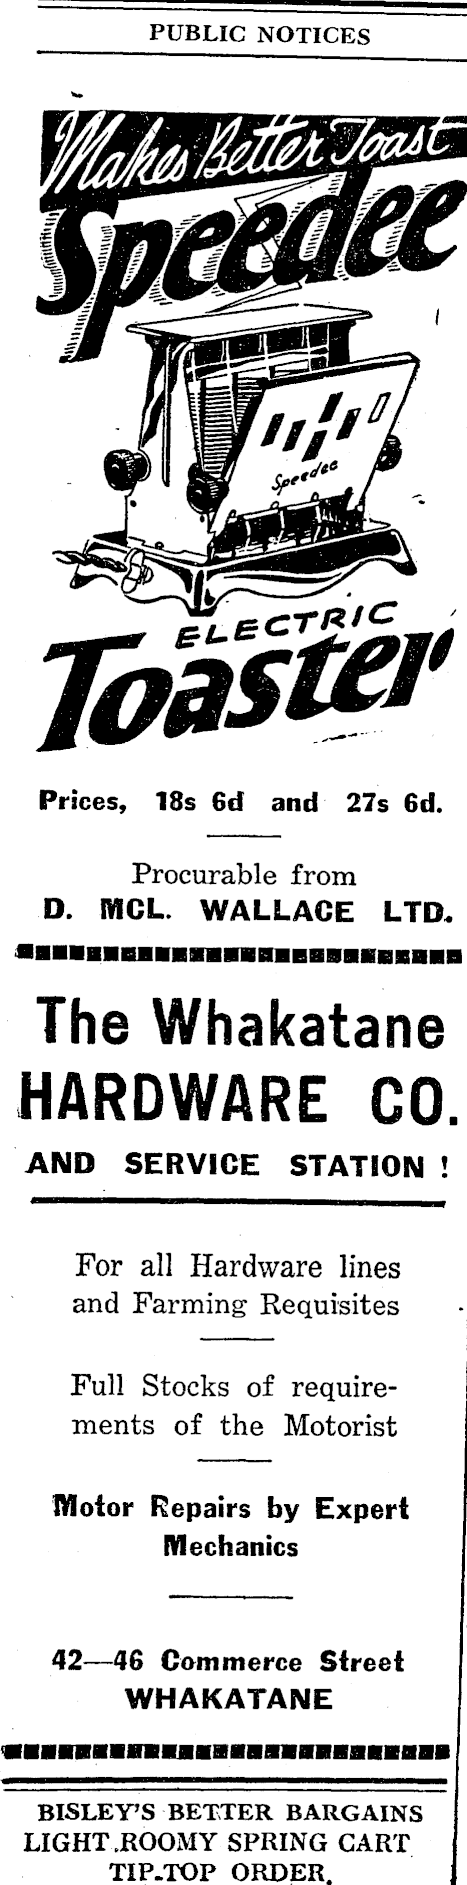 PUBLIC NOTICES
Makes Better Toast
Speedee
Speedee
ELECTRIC
Toaster
Prices, 18s 6d and 27s 6d.
Procurable from
D. MCL. WALLACE LTD.
The Whakatane
HARDWARE CO.
AND SERVICE STATION !
For all Hardware lines
and Farming Requisites
Full Stocks of require-
ments of the Motorist
Motor Repairs by Expert
Mechanics
42—46 Commerce Street
WHAKATANE
BISLEY'S BETTER BARGAINS
LIGHT ROOMY SPRING CART
TIP-TOP ORDER.